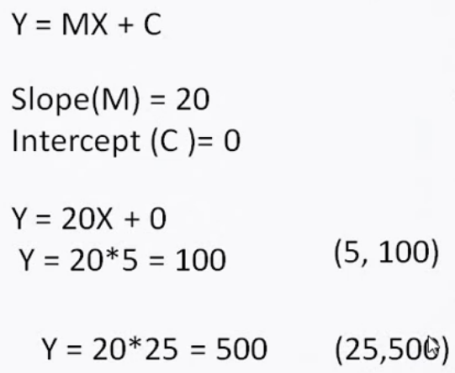 Y = MX + C
Slope(M) = 20
Intercept (C )= 0
Y = 20X + 0
Y = 20*5 = 100 (5, 100)
Y = 20*25 = 500 (25,500)